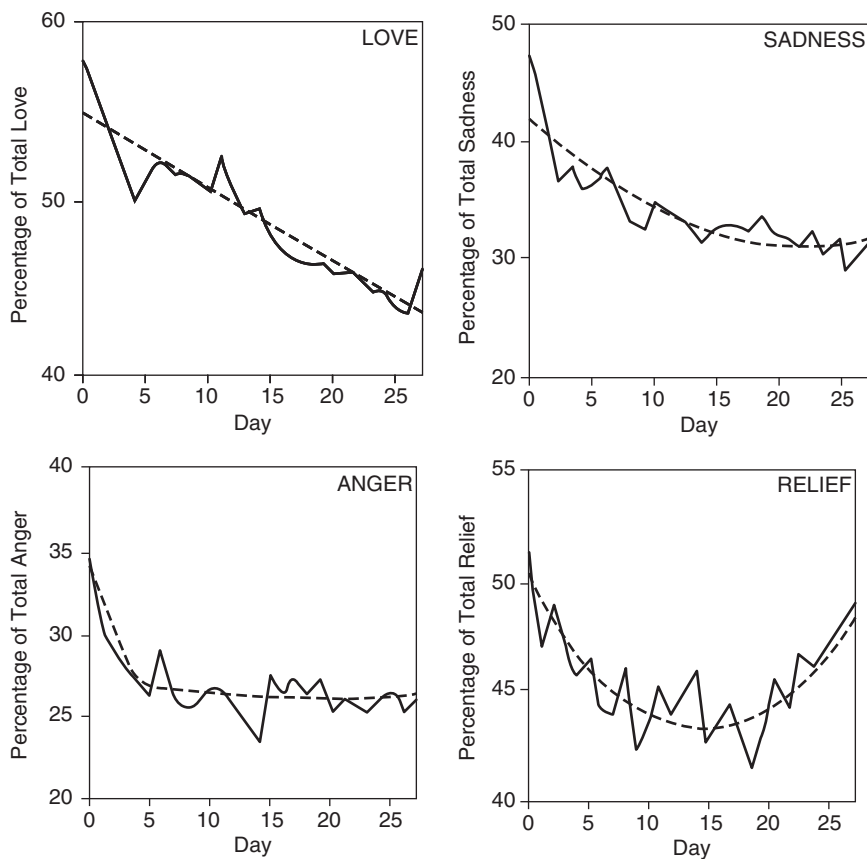 LOVE
Percentage of Total Love
60
50
40
0 5 10 15 20 25
Day
SADNESS
Percentage of Total Sadness
50
40
30
20
0 5 10 15 20 25
Day
ANGER
Percentage of Total Anger
40
35
30
25
20
0 5 10 15 20 25
Day
RELIEF
Percentage of Total Relief
55
50
45
40
0 5 10 15 20 25
Day